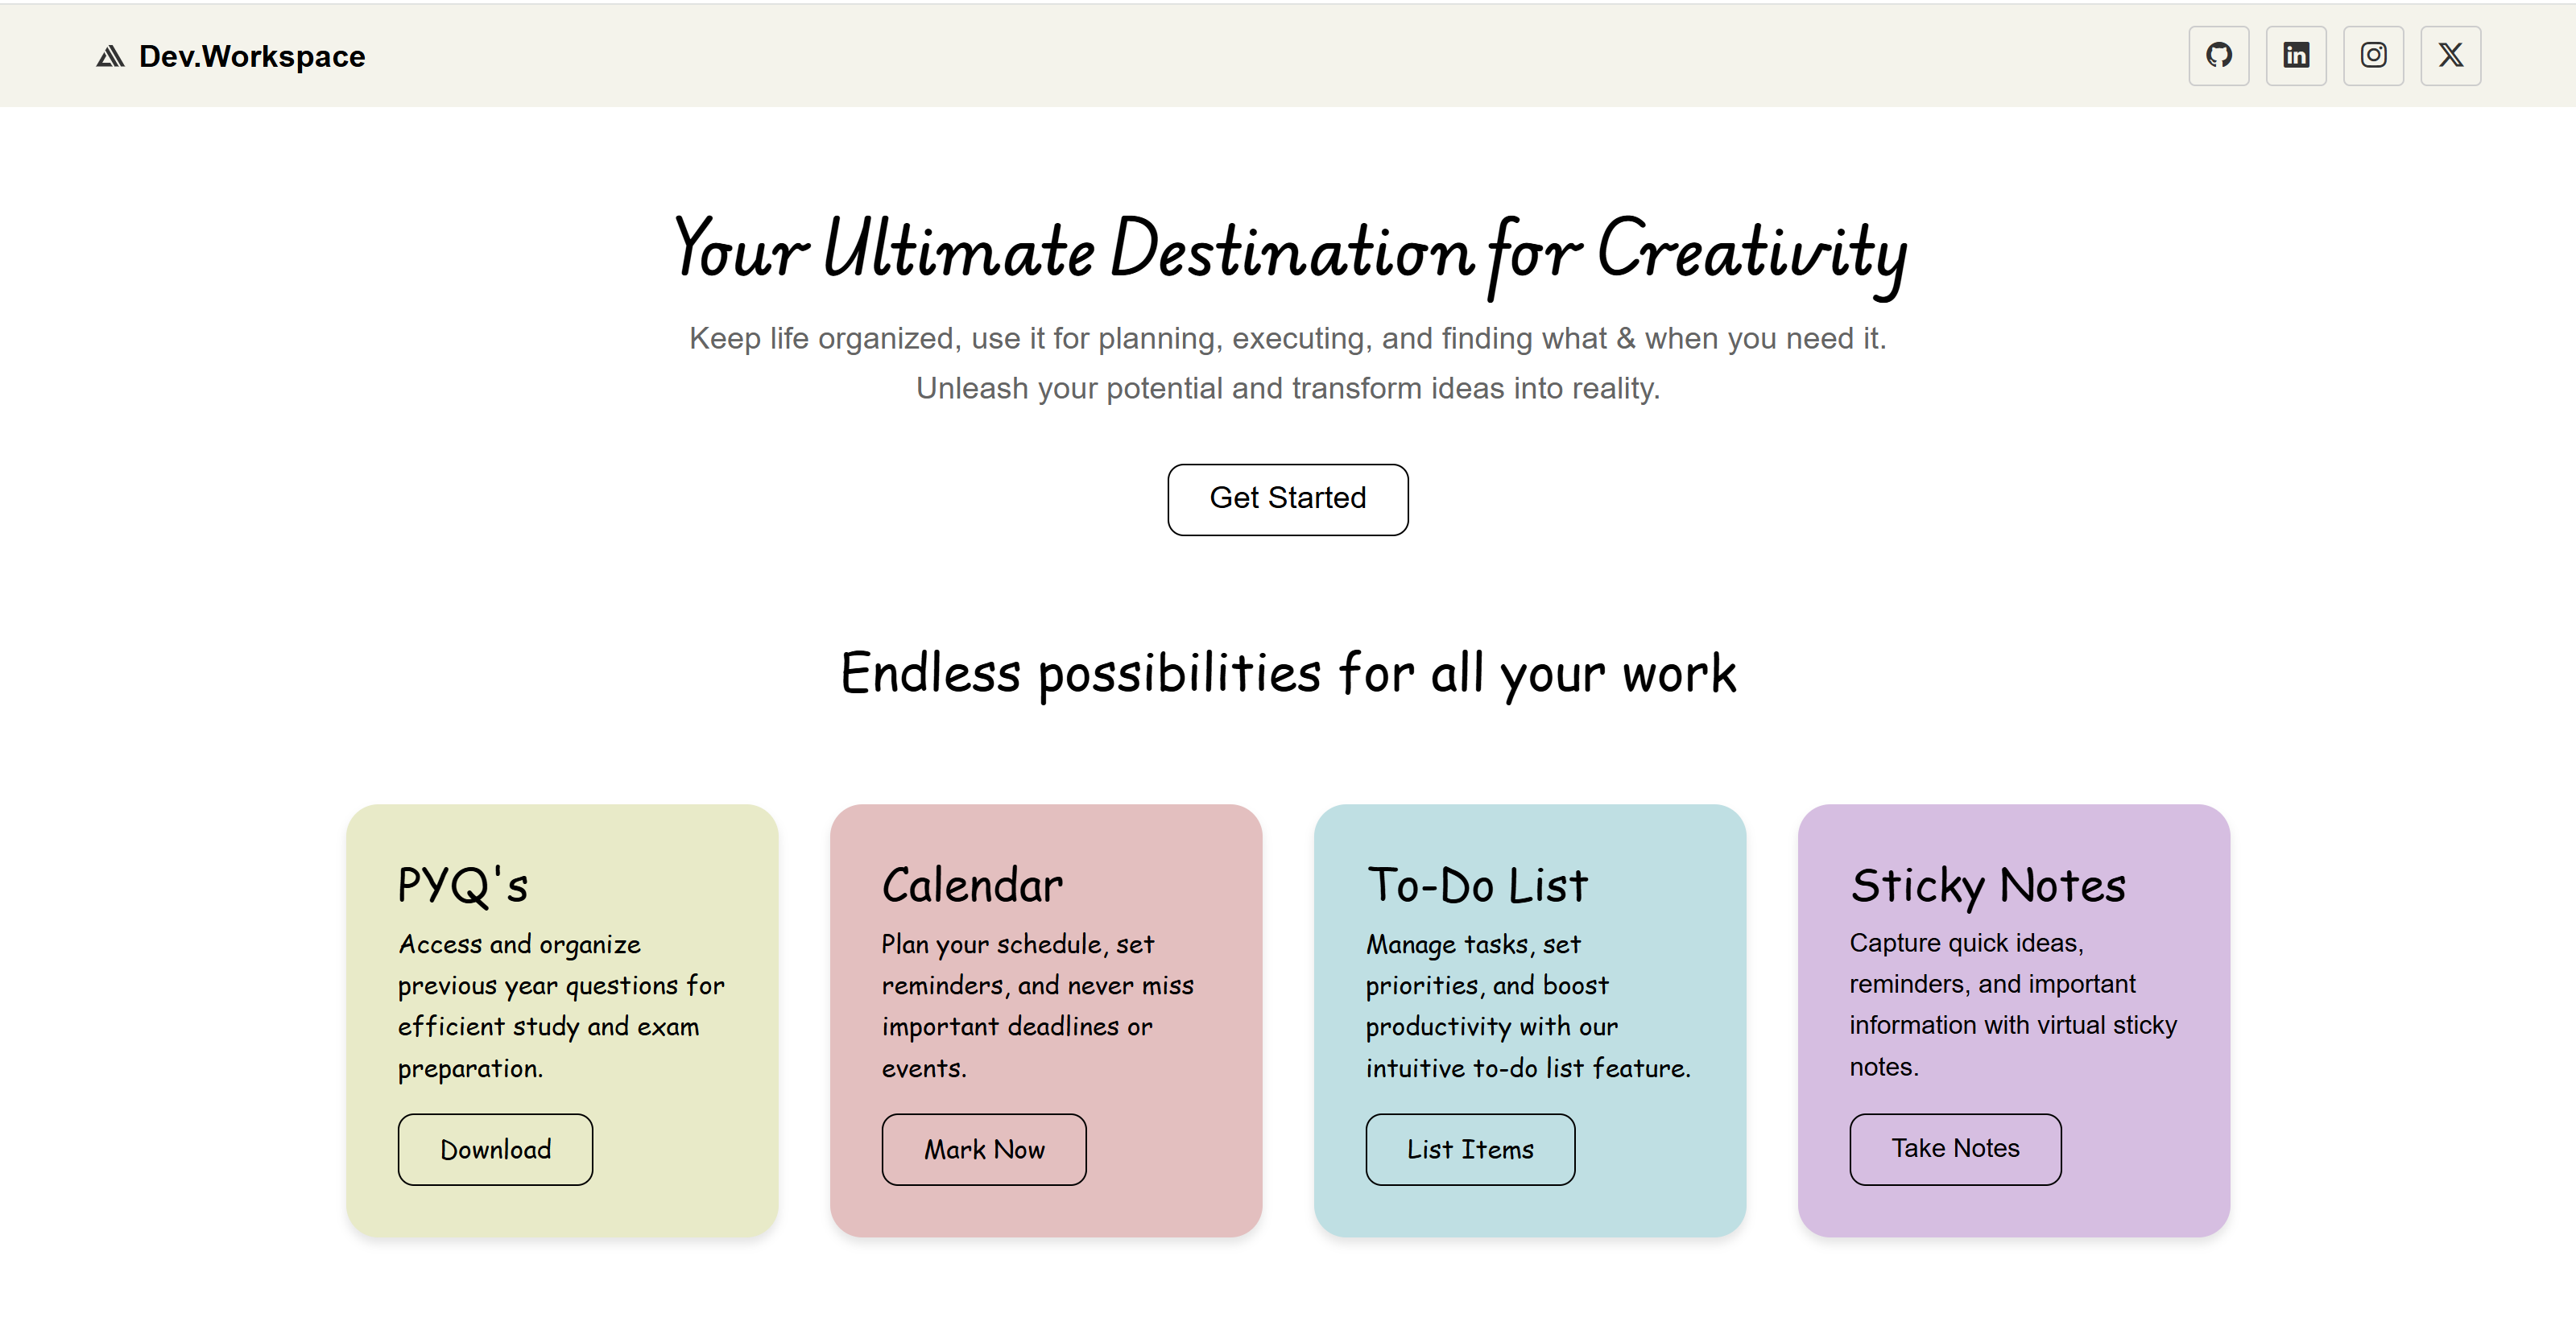 Dev.Workspace
Your Ultimate Destination for Creativity
Keep life organized, use it for planning, executing, and finding what & when you need it.
Unleash your potential and transform ideas into reality.
Get Started
Endless possibilities for all your work
PYQ's
Access and organize
previous year questions for
efficient study and exam
preparation.
Download
Calendar
Plan your schedule, set
reminders, and never miss
important deadlines or
events.
Mark Now
To-Do List
Manage tasks, set
priorities, and boost
productivity with our
intuitive to-do list feature.
List Items
Sticky Notes
Capture quick ideas,
reminders, and important
information with virtual sticky
notes.
Take Notes